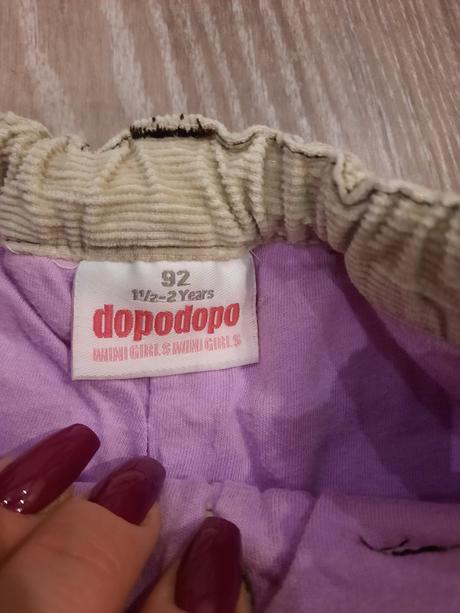 92
1½-2 Years
dopodopo
MINI GIRLS MINI GIRLS